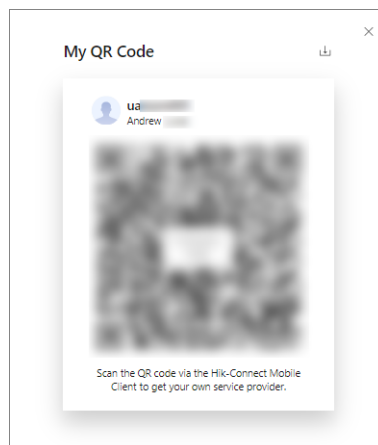 My QR Code
ua
Andrew
Scan the QR code via the Hik-Connect Mobile
Client to get your own service provider.